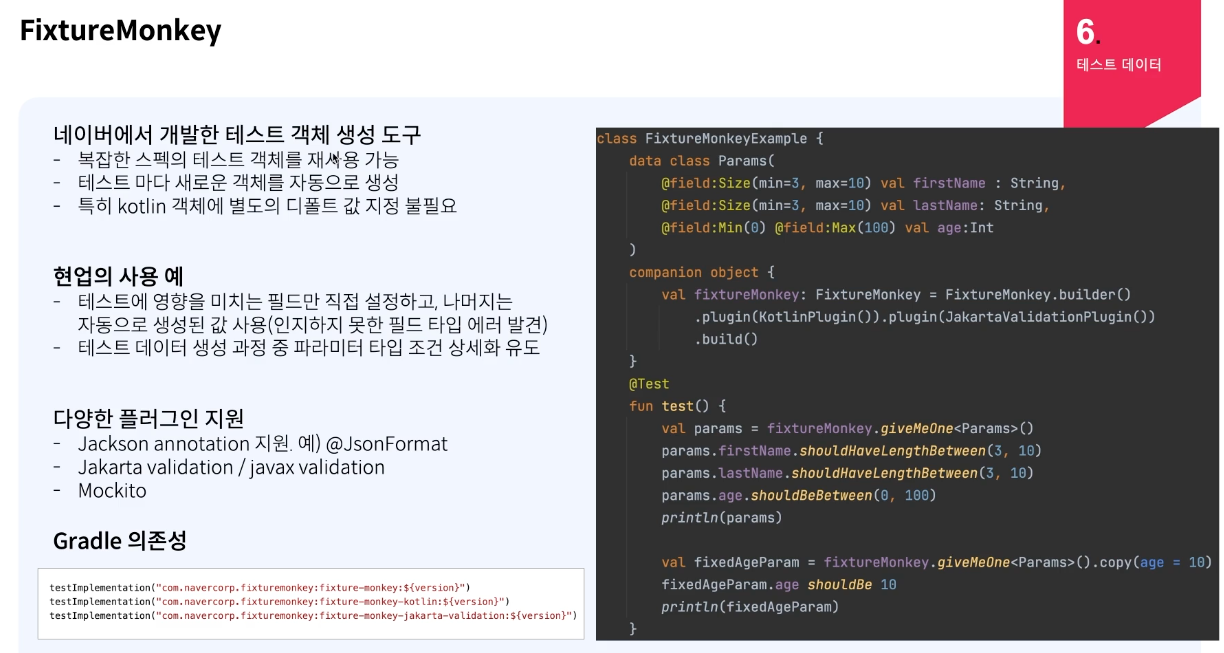 FixtureMonkey
6.
테스트 데이터
네이버에서 개발한 테스트 객체 생성 도구
- 복잡한 스펙의 테스트 객체를 재사용 가능
- 테스트 마다 새로운 객체를 자동으로 생성
- 특히 kotlin 객체에 별도의 디폴트 값 지정 불필요
현업의 사용 예
- 테스트에 영향을 미치는 필드만 직접 설정하고, 나머지는
자동으로 생성된 값 사용(인지하지 못한 필드 타입 에러 발견)
- 테스트 데이터 생성 과정 중 파라미터 타입 조건 상세화 유도
다양한 플러그인 지원
- Jackson annotation 지원. 예) @JsonFormat
- Jakarta validation / javax validation
- Mockito
Gradle 의존성
testImplementation("com.navercorp.fixturemonkey:fixture-monkey:${version}")
testImplementation("com.navercorp.fixturemonkey:fixture-monkey-kotlin:${version}")
testImplementation("com.navercorp.fixturemonkey:fixture-monkey-jakarta-validation:${version}")
class FixtureMonkeyExample {
data class Params(
@field:Size(min=3, max=10) val firstName : String,
@field:Size(min=3, max=10) val lastName: String,
@field:Min(0) @field:Max(100) val age:Int
)
companion object {
val fixtureMonkey: FixtureMonkey = FixtureMonkey.builder()
.plugin(KotlinPlugin()).plugin(JakartaValidationPlugin())
.build()
}
@Test
fun test() {
val params = fixtureMonkey.giveMeOne<Params>()
params.firstName.shouldHaveLengthBetween(3, 10)
params.lastName.shouldHaveLengthBetween(3, 10)
params.age.shouldBeBetween(0, 100)
println(params)
val fixedAgeParam = fixtureMonkey.giveMeOne<Params>().copy(age = 10)
fixedAgeParam.age shouldBe 10
println(fixedAgeParam)
}